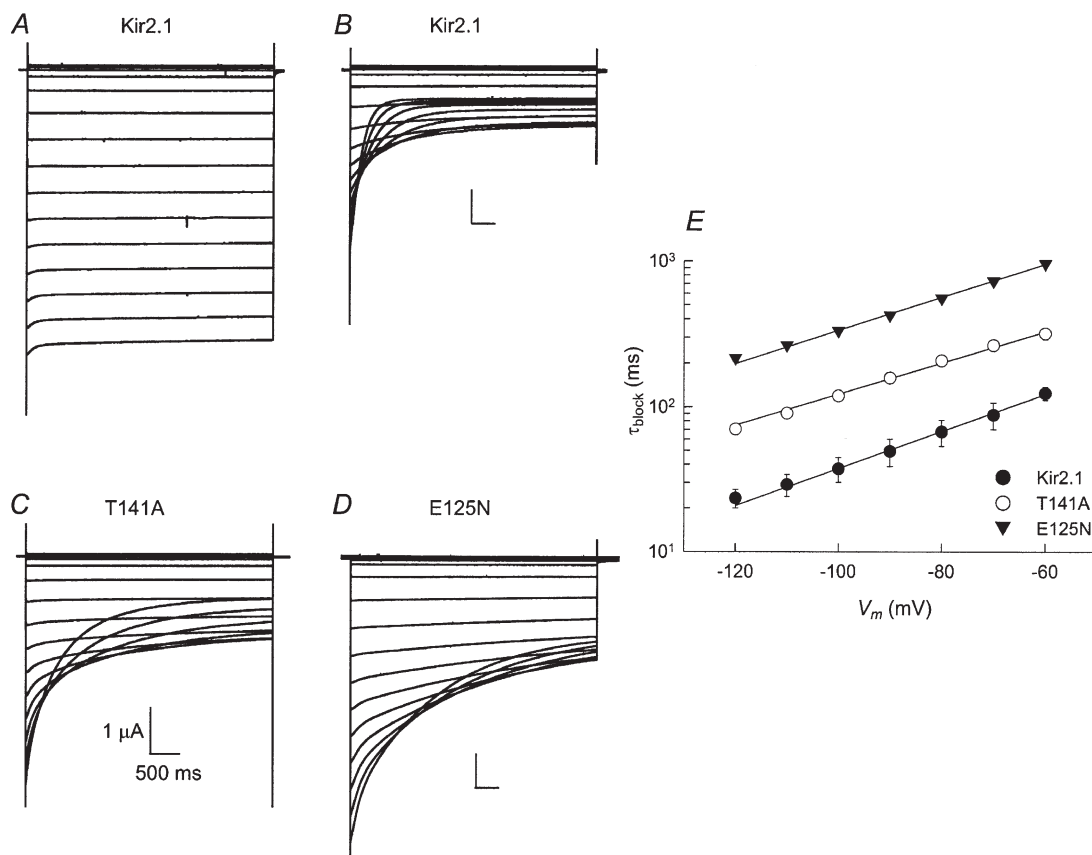 A
Kir2.1
B
Kir2.1
C
T141A
1 μA
500 ms
D
E125N
E
10³
10²
10¹
τblock (ms)
-120
-100
-80
-60
Vm (mV)
Kir2.1
T141A
E125N